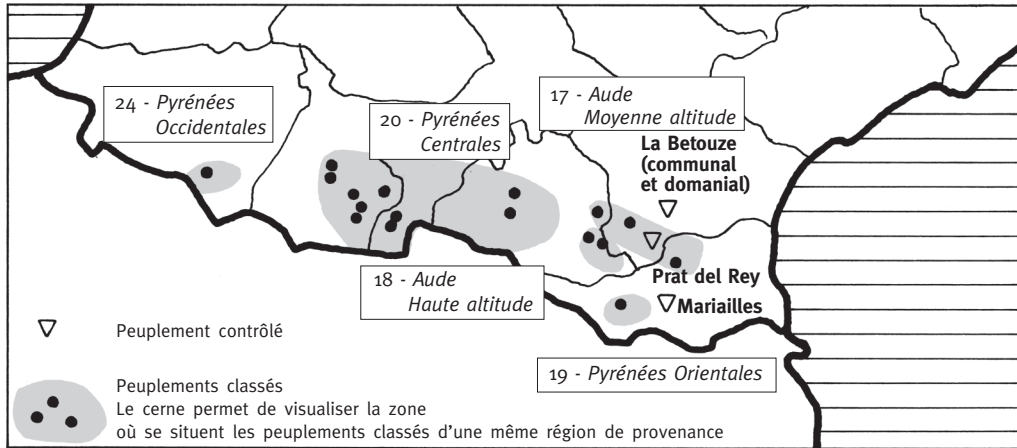 24 - Pyrénées
Occidentales
20 - Pyrénées
Centrales
17 - Aude
Moyenne altitude
La Betouze
(communal
et domanial)
18 - Aude
Haute altitude
Prat del Rey
Mariailles
19 - Pyrénées Orientales
Peuplement contrôlé
Peuplements classés
Le cerne permet de visualiser la zone
où se situent les peuplements classés d'une même région de provenance